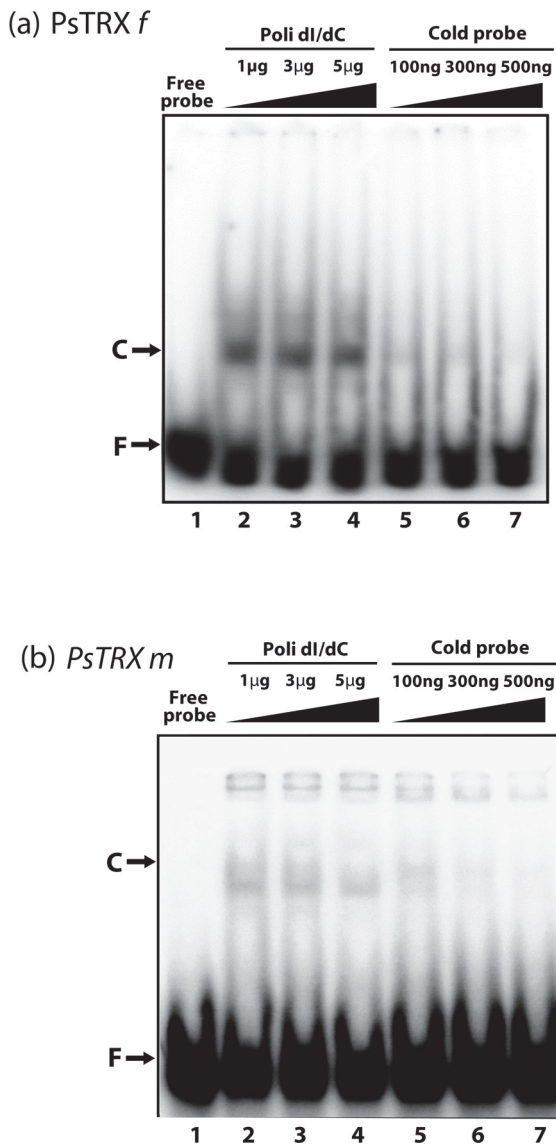 (a) PsTRX f
Poli dI/dC Cold probe
Free probe 1μg 3μg 5μg 100ng 300ng 500ng
C
F
1 2 3 4 5 6 7
(b) PsTRX m
Poli dI/dC Cold probe
Free probe 1μg 3μg 5μg 100ng 300ng 500ng
C
F
1 2 3 4 5 6 7